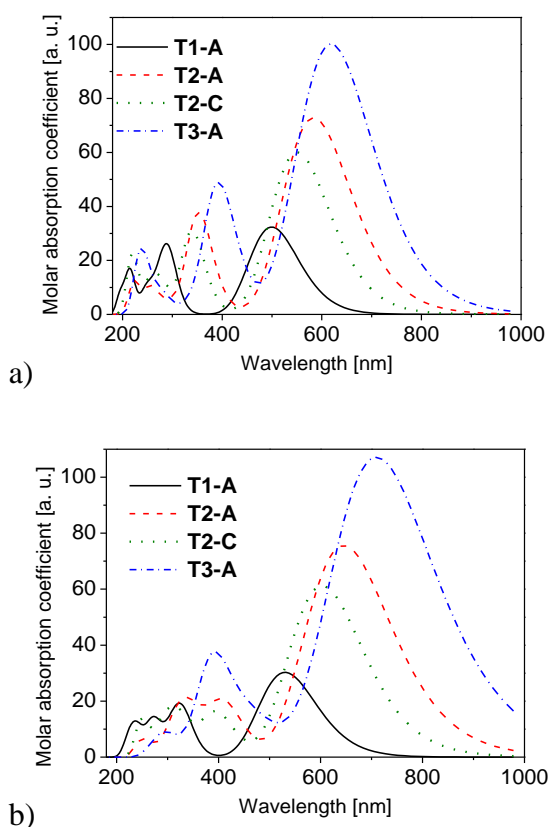 Molar absorption coefficient [a. u.]
100
80
60
40
20
0
T1-A
T2-A
T2-C
T3-A
200 400 600 800 1000
Wavelength [nm]
a)
Molar absorption coefficient [a. u.]
100
80
60
40
20
0
T1-A
T2-A
T2-C
T3-A
200 400 600 800 1000
Wavelength [nm]
b)